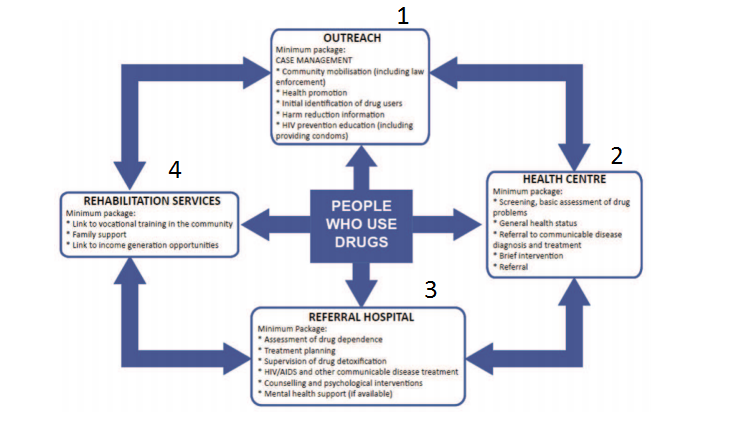 1
OUTREACH
Minimum package:
CASE MANAGEMENT
* Community mobilisation (including law
enforcement)
* Health promotion
* Initial identification of drug users
* Harm reduction information
* HIV prevention education (including
providing condoms)
2
HEALTH CENTRE
Minimum package:
* Screening, basic assessment of drug
problems
* General health status
* Referral to communicable disease
diagnosis and treatment
* Brief intervention
* Referral
4
REHABILITATION SERVICES
Minimum package:
* Link to vocational training in the community
* Family support
* Link to income generation opportunities
PEOPLE
WHO USE
DRUGS
3
REFERRAL HOSPITAL
Minimum Package:
* Assessment of drug dependence
* Treatment planning
* Supervision of drug detoxification
* HIV/AIDS and other communicable disease treatment
* Counselling and psychological interventions
* Mental health support (if available)